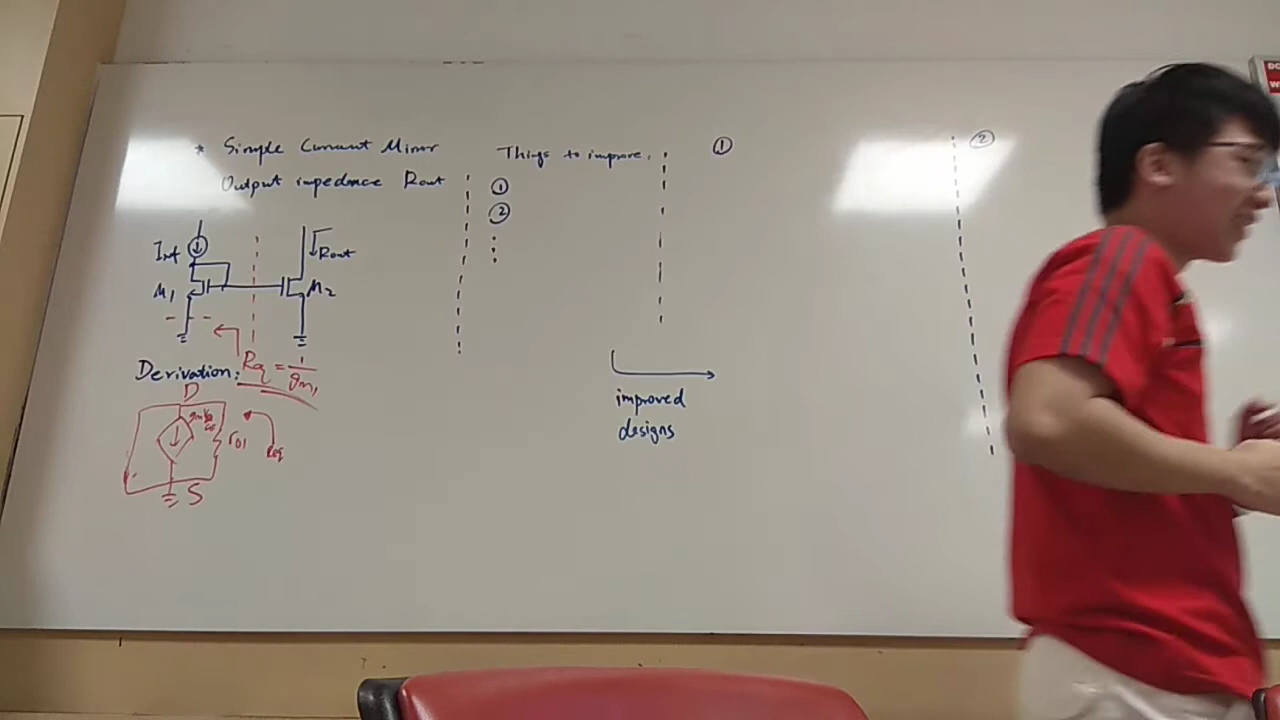 * Simple Current Mirror
Output impedance Rout
Iref
Rout
M1
M2
Derivation:
Req = 1/gm1
D
ro1
Req
S
Things to improve.
①
②
improved
designs
①
②